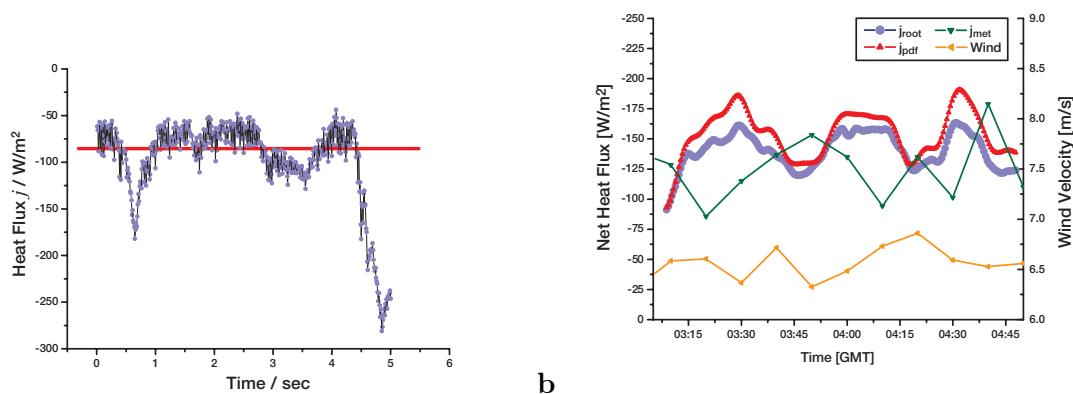 0
-50
-100
-150
-200
-250
-300
0 1 2 3 4 5 6
Heat Flux j / W/m²
Time / sec
b
-250
-225
-200
-175
-150
-125
-100
-75
-50
-25
0
Net Heat Flux [W/m2]
jroot jmet
jpdf Wind
9.0
8.5
8.0
7.5
7.0
6.5
6.0
Wind Velocity [m/s]
03:15 03:30 03:45 04:00 04:15 04:30 04:45
Time [GMT]